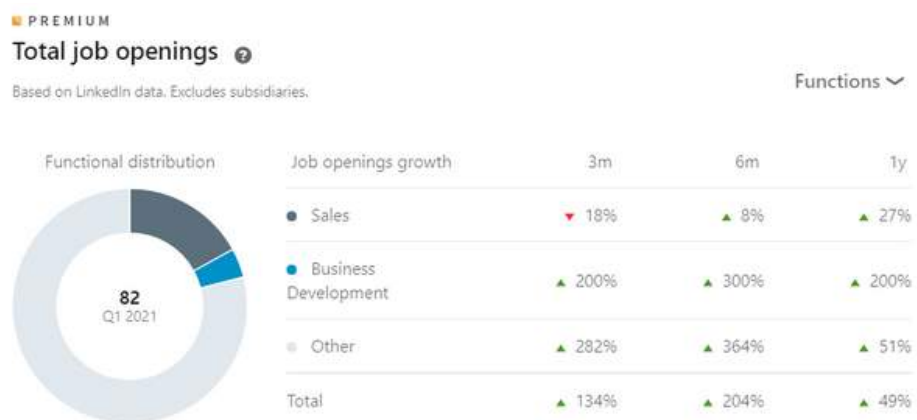 PREMIUM
Total job openings ?
Based on LinkedIn data. Excludes subsidiaries.
Functions
Functional distribution
82
Q1 2021
Job openings growth 3m 6m 1y
Sales ▼ 18% ▲ 8% ▲ 27%
Business
Development ▲ 200% ▲ 300% ▲ 200%
Other ▲ 282% ▲ 364% ▲ 51%
Total ▲ 134% ▲ 204% ▲ 49%